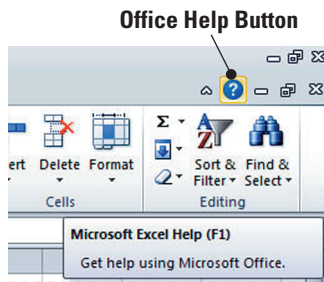 Office Help Button
?
ert Delete Format
Σ
A
Z
Sort & Find &
Filter Select
Cells Editing
Microsoft Excel Help (F1)
Get help using Microsoft Office.